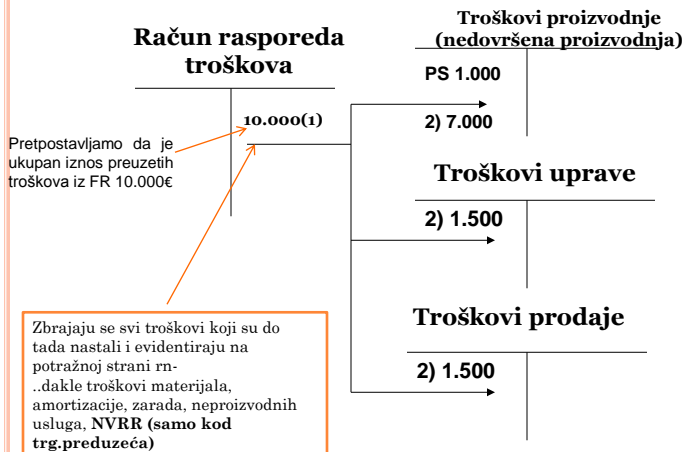 Račun rasporeda
troškova
10.000(1)
Pretpostavljamo da je
ukupan iznos preuzetih
troškova iz FR 10.000€
Zbrajaju se svi troškovi koji su do
tada nastali i evidentiraju na
potražnoj strani rn-
..dakle troškovi materijala,
amortizacije, zarada, neproizvodnih
usluga, NVRR (samo kod
trg.preduzeća)
Troškovi proizvodnje
(nedovršena proizvodnja)
PS 1.000
2) 7.000
Troškovi uprave
2) 1.500
Troškovi prodaje
2) 1.500